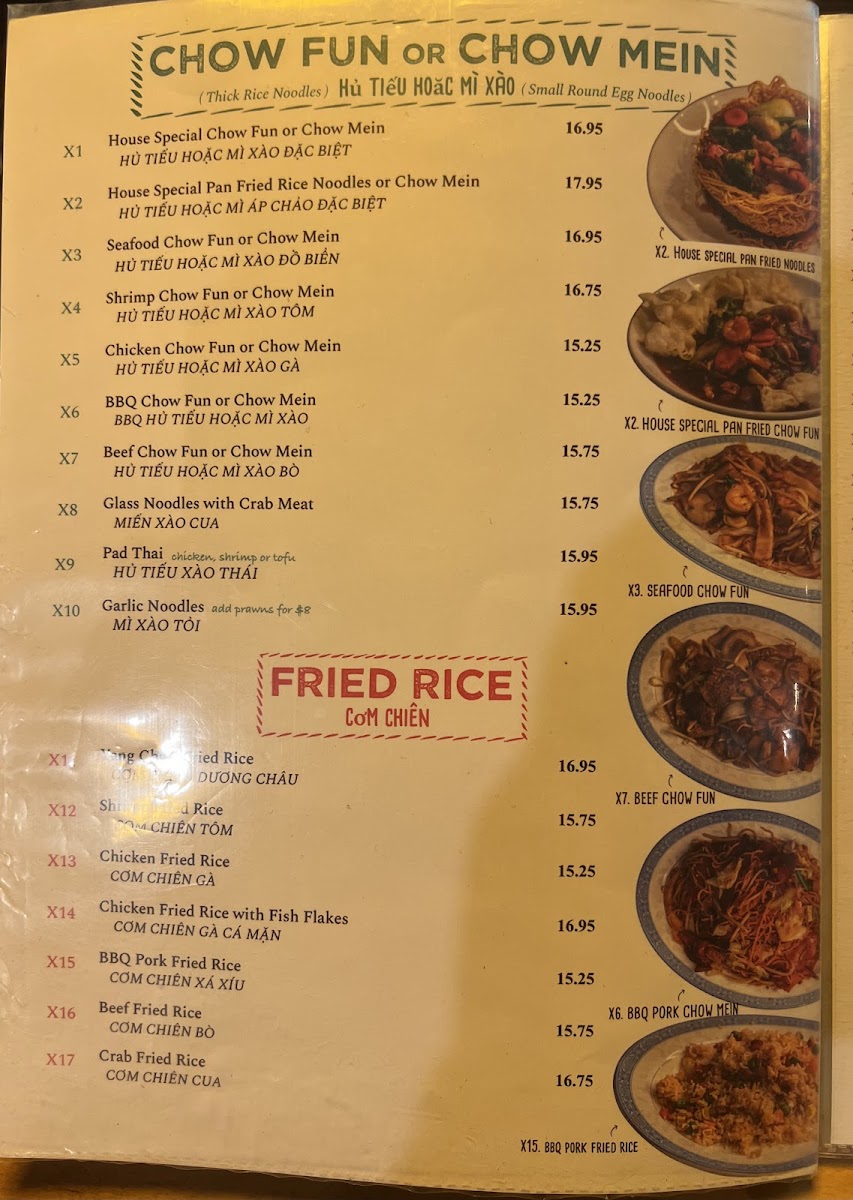 CHOW FUN OR CHOW MEIN
(Thick Rice Noodles) Hủ TIẾU HOẶC MÌ XÀO (Small Round Egg Noodles)
X1 House Special Chow Fun or Chow Mein 16.95
HỦ TIẾU HOẶC MÌ XÀO ĐẶC BIỆT
X2 House Special Pan Fried Rice Noodles or Chow Mein 17.95
HỦ TIẾU HOẶC MÌ ÁP CHẢO ĐẶC BIỆT
X2. HOUSE SPECIAL PAN FRIED NOODLES
X3 Seafood Chow Fun or Chow Mein 16.95
HỦ TIẾU HOẶC MÌ XÀO ĐỒ BIỂN
X4 Shrimp Chow Fun or Chow Mein 16.75
HỦ TIẾU HOẶC MÌ XÀO TÔM
X5 Chicken Chow Fun or Chow Mein 15.25
HỦ TIẾU HOẶC MÌ XÀO GÀ
X6 BBQ Chow Fun or Chow Mein 15.25
BBQ HỦ TIẾU HOẶC MÌ XÀO
X2. HOUSE SPECIAL PAN FRIED CHOW FUN
X7 Beef Chow Fun or Chow Mein 15.75
HỦ TIẾU HOẶC MÌ XÀO BÒ
X8 Glass Noodles with Crab Meat 15.75
MIẾN XÀO CUA
X9 Pad Thai chicken, shrimp or tofu 15.95
HỦ TIẾU XÀO THÁI
X3. SEAFOOD CHOW FUN
X10 Garlic Noodles add prawns for $8 15.95
MÌ XÀO TỎI
FRIED RICE
CƠM CHIÊN
Fried Rice 16.95
DƯƠNG CHÂU
X7. BEEF CHOW FUN
X12 Rice 15.75
CƠM CHIÊN TÔM
X13 Chicken Fried Rice 15.25
CƠM CHIÊN GÀ
X14 Chicken Fried Rice with Fish Flakes 16.95
CƠM CHIÊN GÀ CÁ MẶN
X15 BBQ Pork Fried Rice 15.25
CƠM CHIÊN XÁ XÍU
X6. BBQ PORK CHOW MEIN
X16 Beef Fried Rice 15.75
CƠM CHIÊN BÒ
X17 Crab Fried Rice 16.75
CƠM CHIÊN CUA
X15. BBQ PORK FRIED RICE